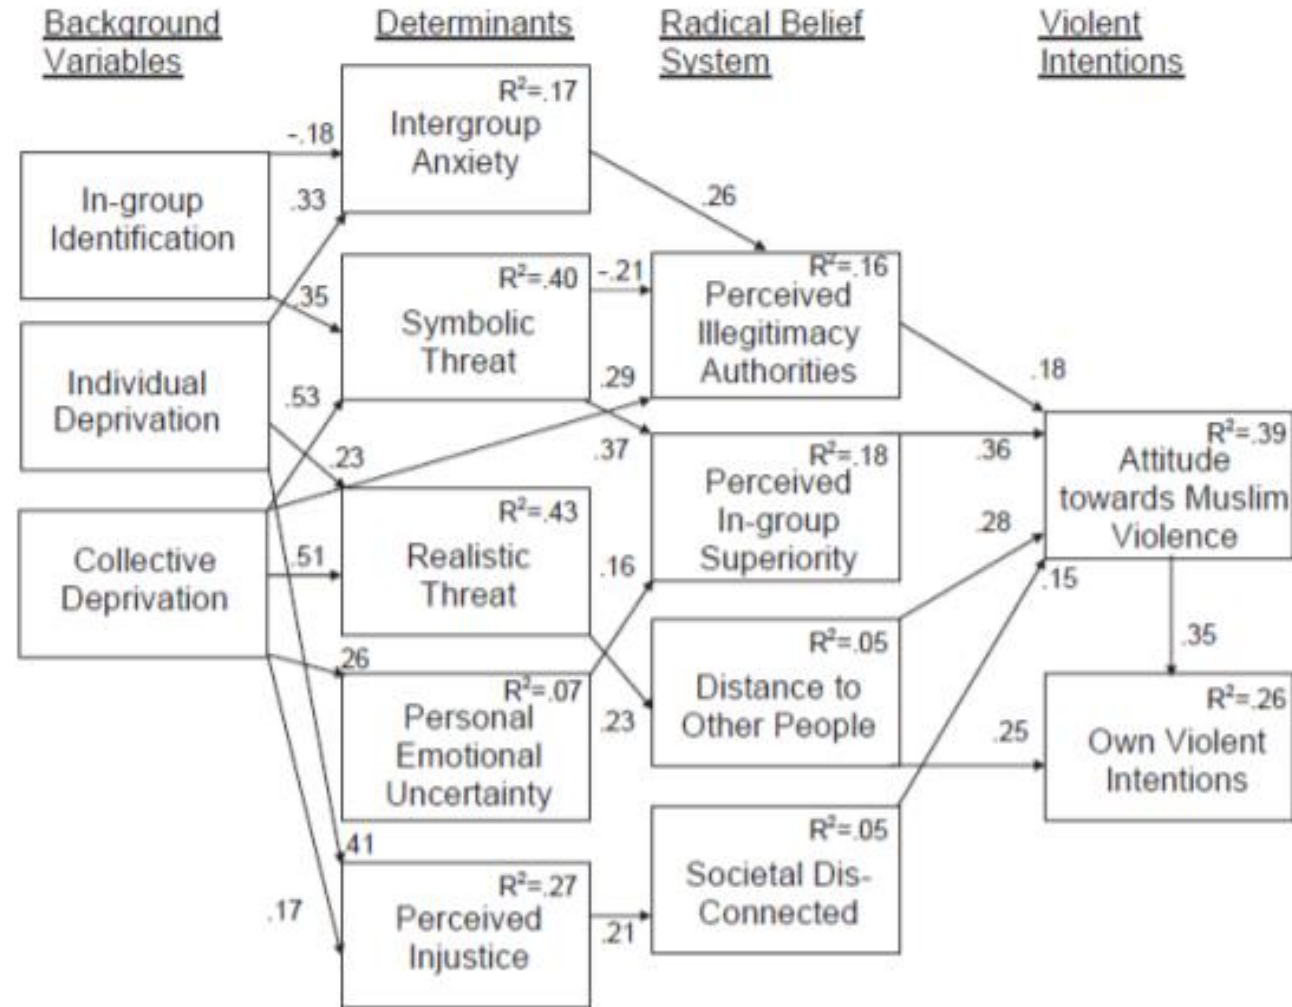 Background
Variables
Determinants
Radical Belief
System
Violent
Intentions
In-group
Identification
Individual
Deprivation
Collective
Deprivation
-.18
.33
.35
.53
.23
.51
.26
.41
.17
R²=.17
Intergroup
Anxiety
R²=.40
Symbolic
Threat
R²=.43
Realistic
Threat
R²=.07
Personal
Emotional
Uncertainty
R²=.27
Perceived
Injustice
.26
-.21
.29
.37
.16
.23
.21
R²=.16
Perceived
Illegitimacy
Authorities
R²=.18
Perceived
In-group
Superiority
R²=.05
Distance to
Other People
R²=.05
Societal Dis-
Connected
.18
.36
.28
.15
.25
R²=.39
Attitude
towards Muslim
Violence
.35
R²=.26
Own Violent
Intentions